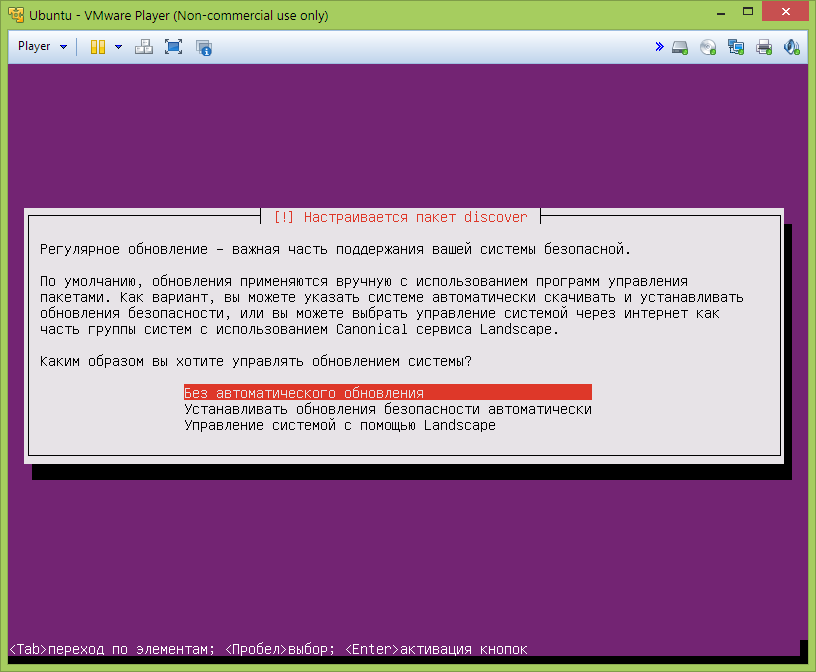 Ubuntu - VMware Player (Non-commercial use only)
Player
[!] Настраивается пакет discover
Регулярное обновление – важная часть поддержания вашей системы безопасной.
По умолчанию, обновления применяются вручную с использованием программ управления
пакетами. Как вариант, вы можете указать системе автоматически скачивать и устанавливать
обновления безопасности, или вы можете выбрать управление системой через интернет как
часть группы систем с использованием Canonical сервиса Landscape.
Каким образом вы хотите управлять обновлением системы?
Без автоматического обновления
Устанавливать обновления безопасности автоматически
Управление системой с помощью Landscape
<Tab>переход по элементам; <Пробел>выбор; <Enter>активация кнопок